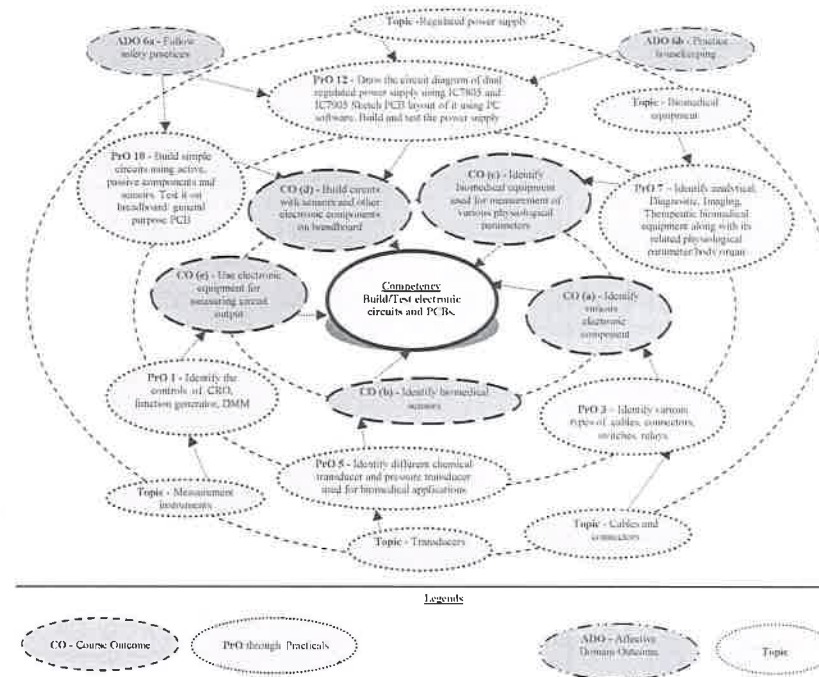 Topic -Regulated power supply
ADO 6a - Follow
safety practices
ADO 6b - Practice
housekeeping
PrO 12 - Draw the circuit diagram of dual
regulated power supply using IC7805 and
IC7905 Sketch PCB layout of it using PC
software. Build and test the power supply
Topic - Biomedical
equipment
PrO 10 - Build simple
circuits using active,
passive components and
sensors. Test it on
breadboard/general
purpose PCB
CO (d) - Build circuits
with sensors and other
electronic components
on breadboard
CO (c) - Identify
biomedical equipment
used for measurement of
various physiological
parameters
PrO 7 - Identify analytical,
Diagnostic, Imaging,
Therapeutic biomedical
equipment along with its
related physiological
parameter/body organ
CO (e) - Use electronic
equipment for
measuring circuit
output
Competency
Build/Test electronic
circuits and PCBs.
CO (a) - Identify
various
electronic
component
PrO 1 - Identify the
controls of CRO,
function generator, DMM
CO (b) - Identify biomedical
sensors
PrO 3 - Identify various
types of cables, connectors,
switches, relays
PrO 5 - Identify different chemical
transducer and pressure transducer
used for biomedical applications
Topic - Measurement
instruments
Topic - Cables and
connectors
Topic - Transducers
Legends
CO - Course Outcome
PrO through Practicals
ADO - Affective
Domain Outcome
Topic